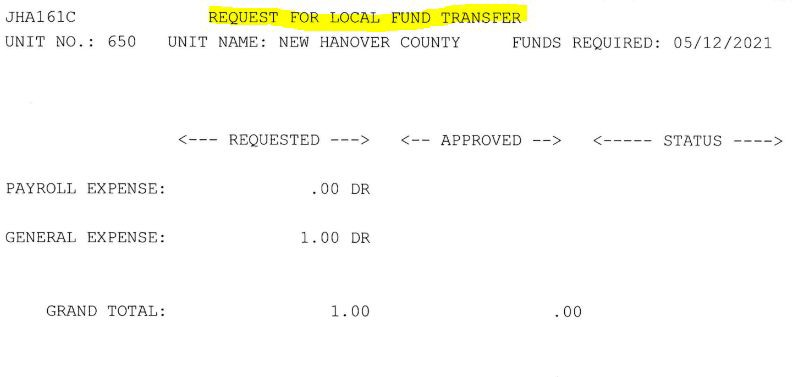 JHA161C REQUEST FOR LOCAL FUND TRANSFER
UNIT NO.: 650 UNIT NAME: NEW HANOVER COUNTY FUNDS REQUIRED: 05/12/2021
<--- REQUESTED ---> <-- APPROVED --> <----- STATUS ---->
PAYROLL EXPENSE: .00 DR
GENERAL EXPENSE: 1.00 DR
GRAND TOTAL: 1.00 .00